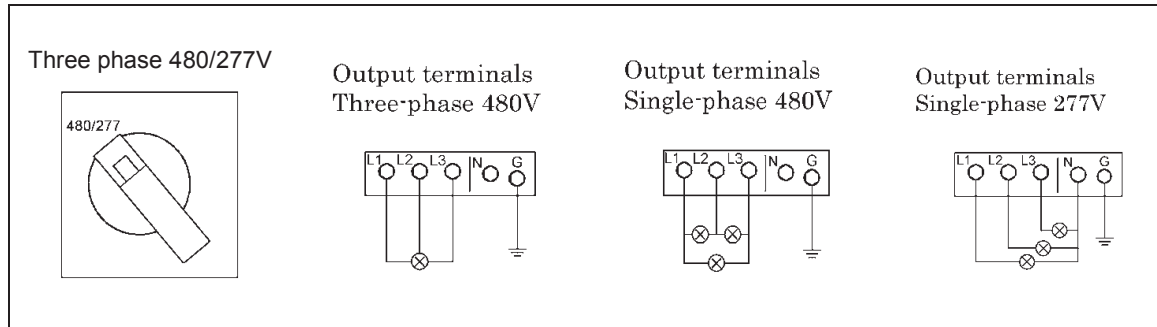 Three phase 480/277V
480/277
Output terminals
Three-phase 480V
L1 L2 L3 N G
Output terminals
Single-phase 480V
L1 L2 L3 N G
Output terminals
Single-phase 277V
L1 L2 L3 N G